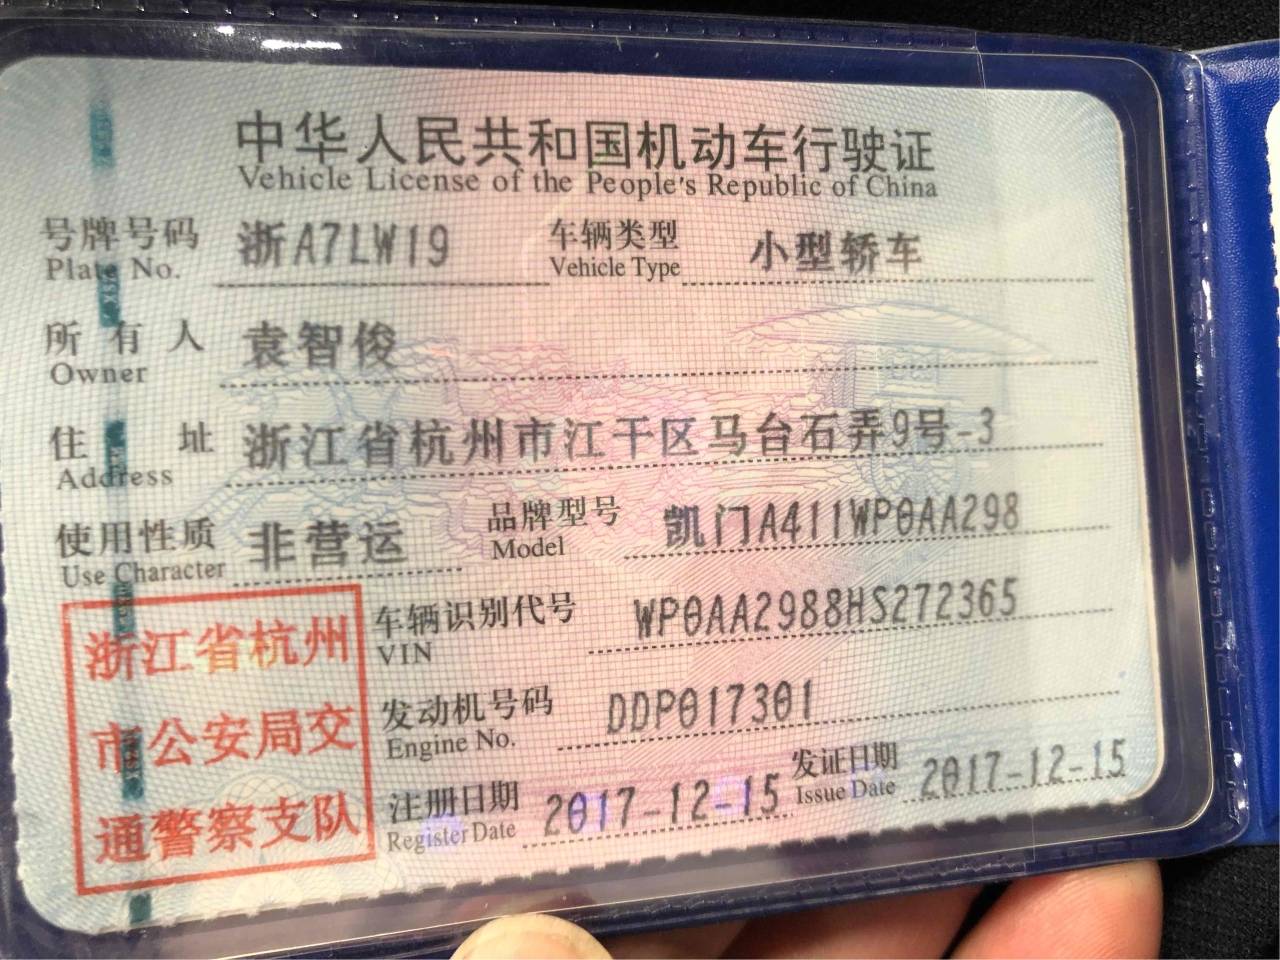 中华人民共和国机动车行驶证
Vehicle License of the People's Republic of China
号牌号码 浙A7LW19 车辆类型 小型轿车
Plate No. Vehicle Type
所有人 袁智俊
Owner
住址 浙江省杭州市江干区马台石弄9号-3
Address
使用性质 非营运 品牌型号 凯门A411WP0AA298
Use Character Model
车辆识别代号 WP0AA2988HS272365
VIN
发动机号码 DDP017301
Engine No.
注册日期 2017-12-15 发证日期 2017-12-15
Register Date Issue Date
浙江省杭州
市公安局交
通警察支队